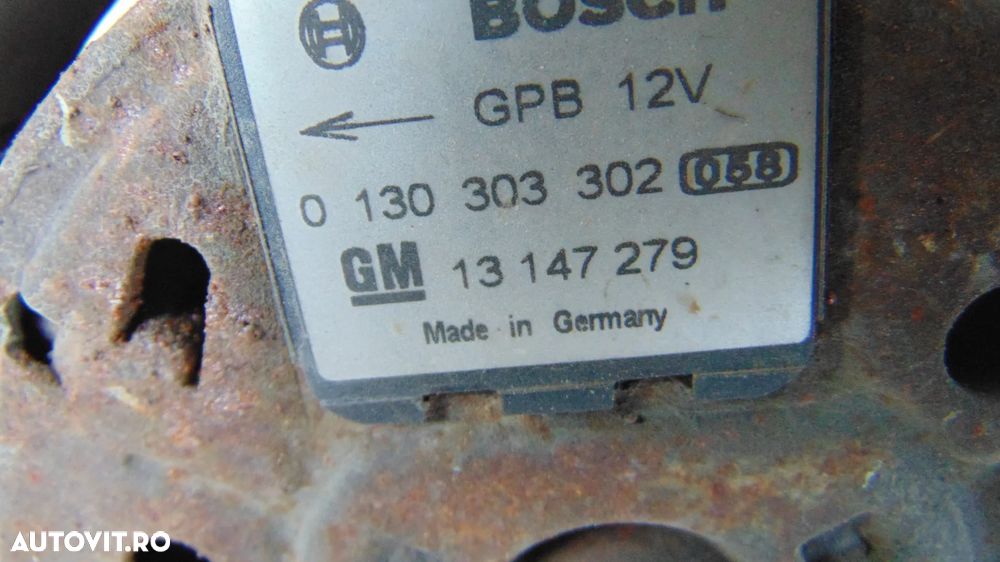 BOSCH
GPB 12V
0 130 303 302 058
GM 13 147 279
Made in Germany
AUTOVIT.RO